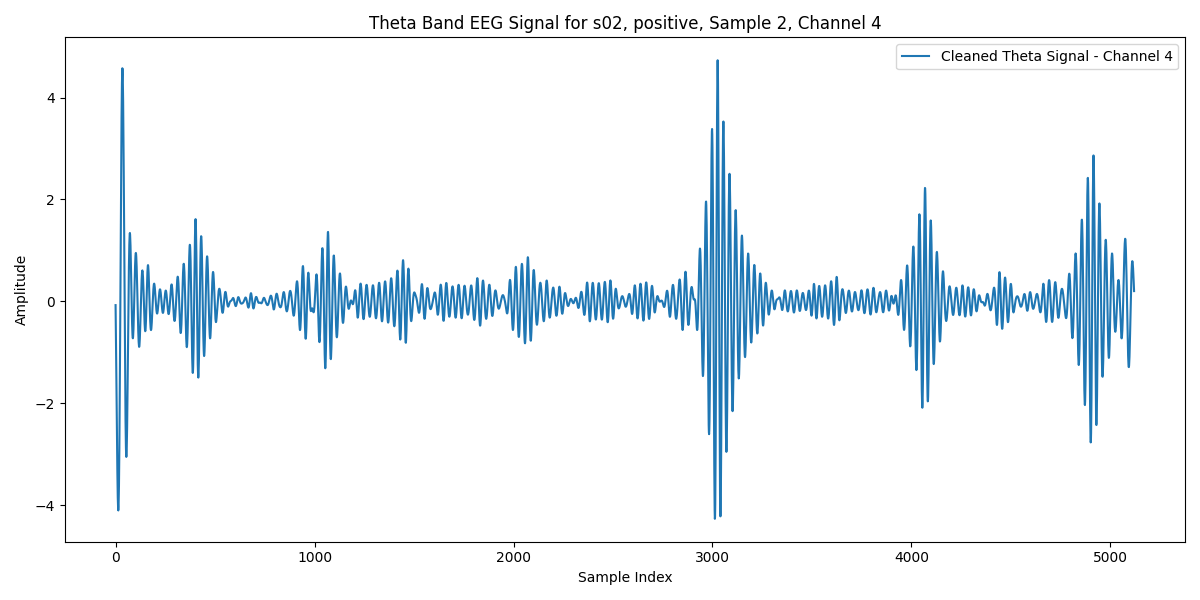 Theta Band EEG Signal for s02, positive, Sample 2, Channel 4
Cleaned Theta Signal - Channel 4
4
2
0
−2
−4
Amplitude
0 1000 2000 3000 4000 5000
Sample Index